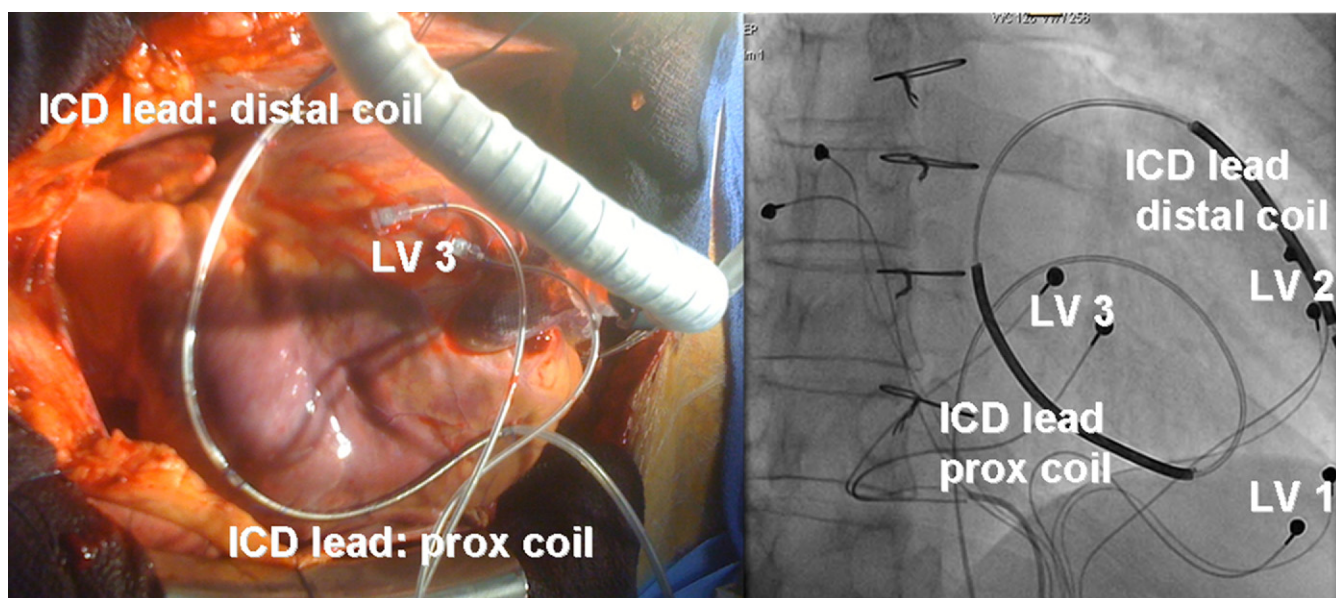 ICD lead: distal coil
LV 3
ICD lead: prox coil
EP
ICD lead
distal coil
LV 2
LV 3
ICD lead
prox coil
LV 1